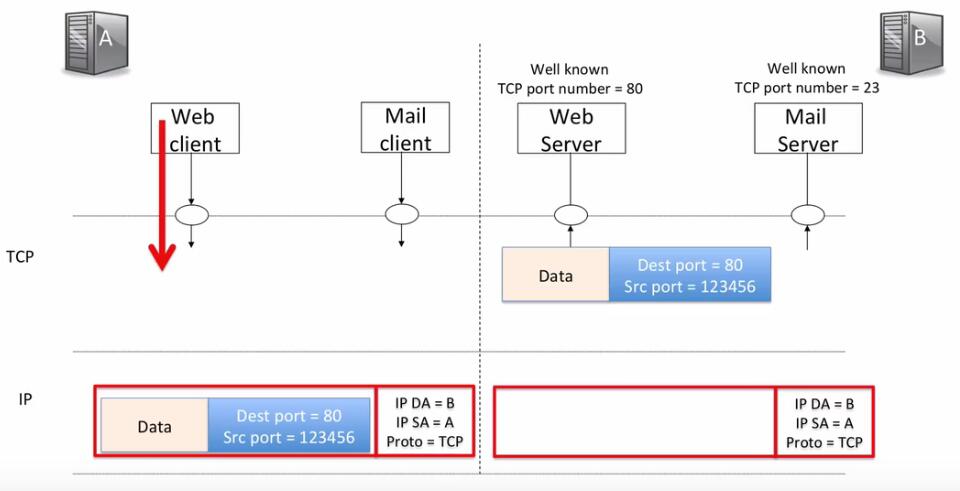 A
B
Well known
TCP port number = 80
Well known
TCP port number = 23
Web
client
Mail
client
Web
Server
Mail
Server
TCP
Data
Dest port = 80
Src port = 123456
IP
Data
Dest port = 80
Src port = 123456
IP DA = B
IP SA = A
Proto = TCP
IP DA = B
IP SA = A
Proto = TCP